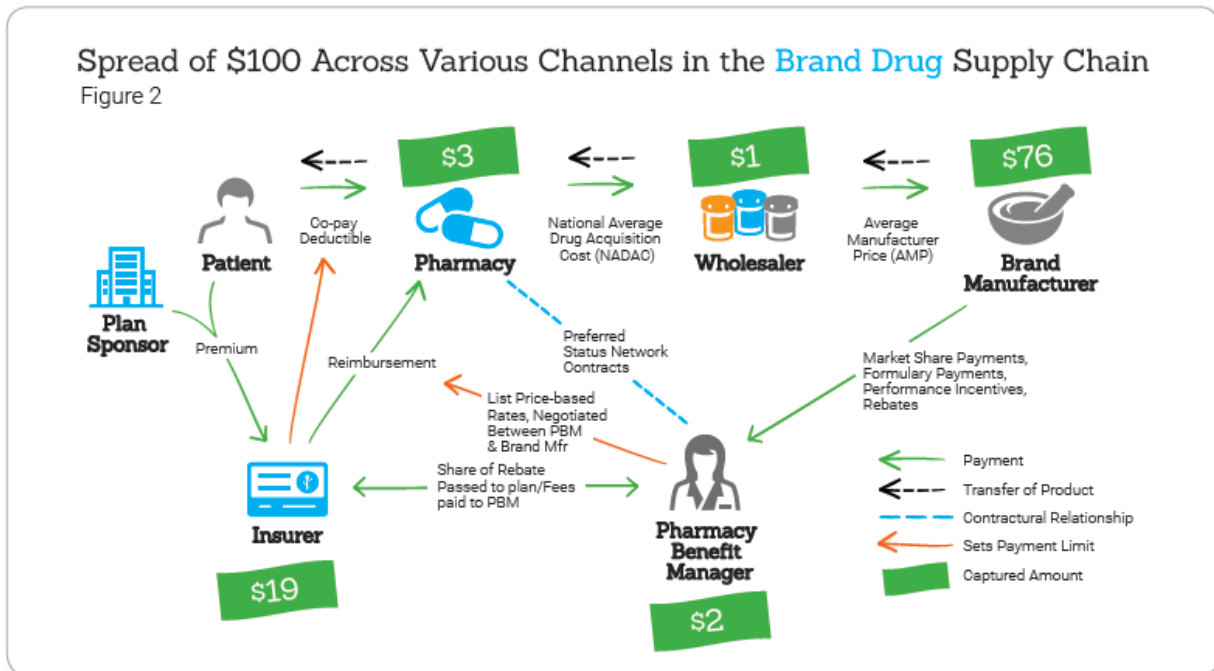 Spread of $100 Across Various Channels in the Brand Drug Supply Chain
Figure 2
$3
$1
$76
Co-pay
Deductible
National Average
Drug Acquisition
Cost (NADAC)
Average
Manufacturer
Price (AMP)
Patient
Pharmacy
Wholesaler
Brand
Manufacturer
Plan
Sponsor
Premium
Reimbursement
Preferred
Status Network
Contracts
Market Share Payments,
Formulary Payments,
Performance Incentives,
Rebates
List Price-based
Rates, Negotiated
Between PBM
& Brand Mfr
Share of Rebate
Passed to plan/Fees
paid to PBM
Insurer
$19
Pharmacy
Benefit
Manager
$2
Payment
Transfer of Product
Contractural Relationship
Sets Payment Limit
Captured Amount